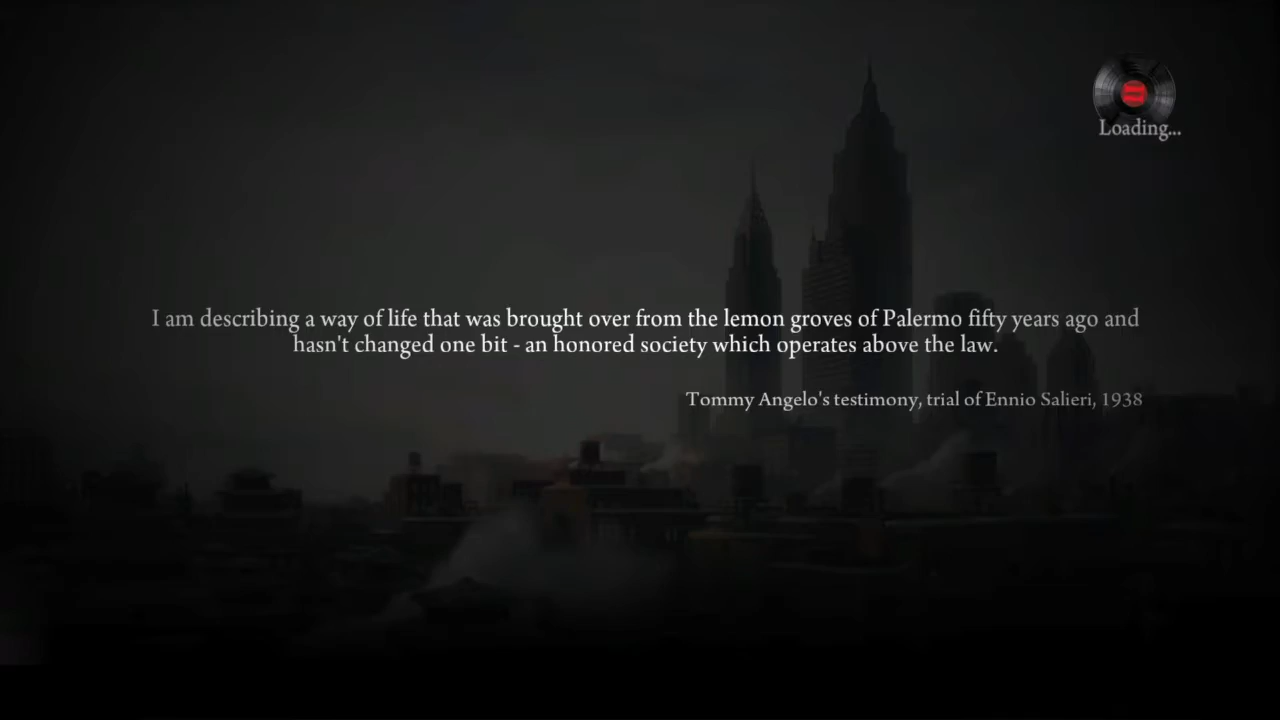 Loading...
I am describing a way of life that was brought over from the lemon groves of Palermo fifty years ago and
hasn't changed one bit - an honored society which operates above the law.
Tommy Angelo's testimony, trial of Ennio Salieri, 1938